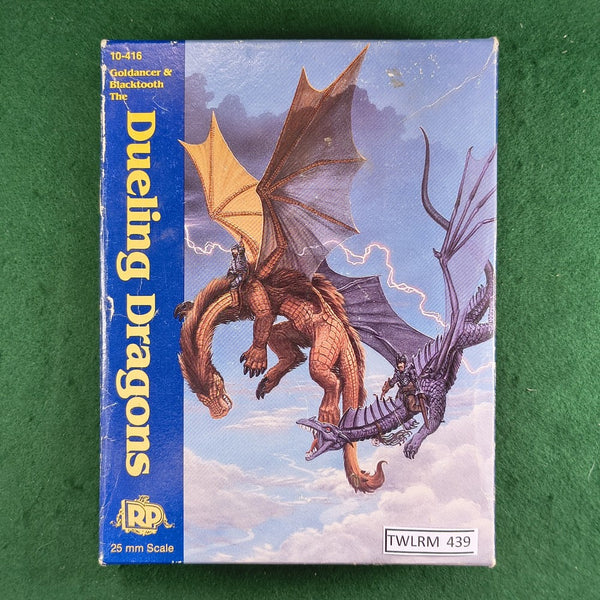 10-416
Goldancer &
Blacktooth
The
Dueling Dragons
RP
25 mm Scale
TWLRM 439